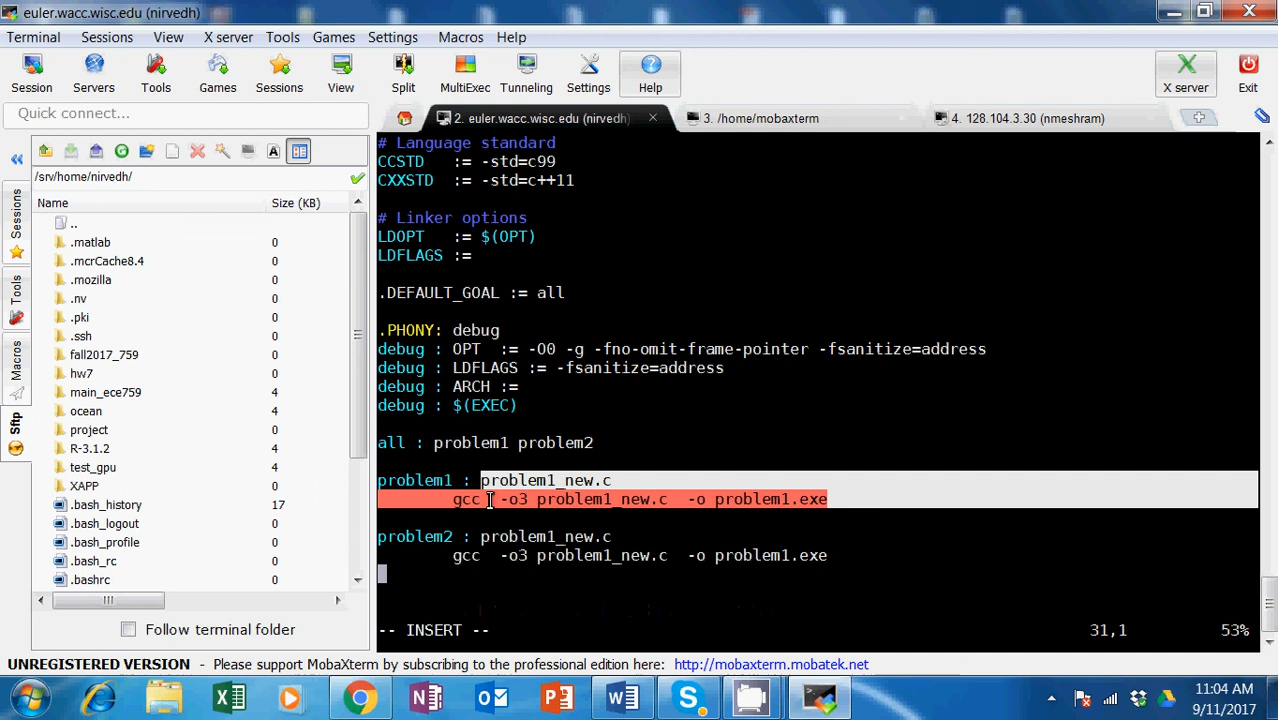 euler.wacc.wisc.edu (nirvedh)
Terminal Sessions View X server Tools Games Settings Macros Help
Session Servers Tools Games Sessions View Split MultiExec Tunneling Settings Help X server Exit
Quick connect...
2. euler.wacc.wisc.edu (nirvedh) 3. /home/mobaxterm 4. 128.104.3.30 (nmeshram)
/srv/home/nirvedh/
Name Size (KB)
..
.matlab 0
.mcrCache8.4 0
.mozilla 0
.nv 0
.pki 0
.ssh 0
fall2017_759 0
hw7 0
main_ece759 4
ocean 4
project 0
R-3.1.2 4
test_gpu 4
XAPP 0
.bash_history 17
.bash_logout 0
.bash_profile 0
.bash_rc 0
.bashrc 0
Follow terminal folder
Sessions
Tools
Macros
Sftp
# Language standard
CCSTD := -std=c99
CXXSTD := -std=c++11
# Linker options
LDOPT := $(OPT)
LDFLAGS :=
.DEFAULT_GOAL := all
.PHONY: debug
debug : OPT := -O0 -g -fno-omit-frame-pointer -fsanitize=address
debug : LDFLAGS := -fsanitize=address
debug : ARCH :=
debug : $(EXEC)
all : problem1 problem2
problem1 : problem1_new.c
gcc -o3 problem1_new.c -o problem1.exe
problem2 : problem1_new.c
gcc -o3 problem1_new.c -o problem1.exe
-- INSERT -- 31,1 53%
UNREGISTERED VERSION - Please support MobaXterm by subscribing to the professional edition here: http://mobaxterm.mobatek.net
11:04 AM
9/11/2017